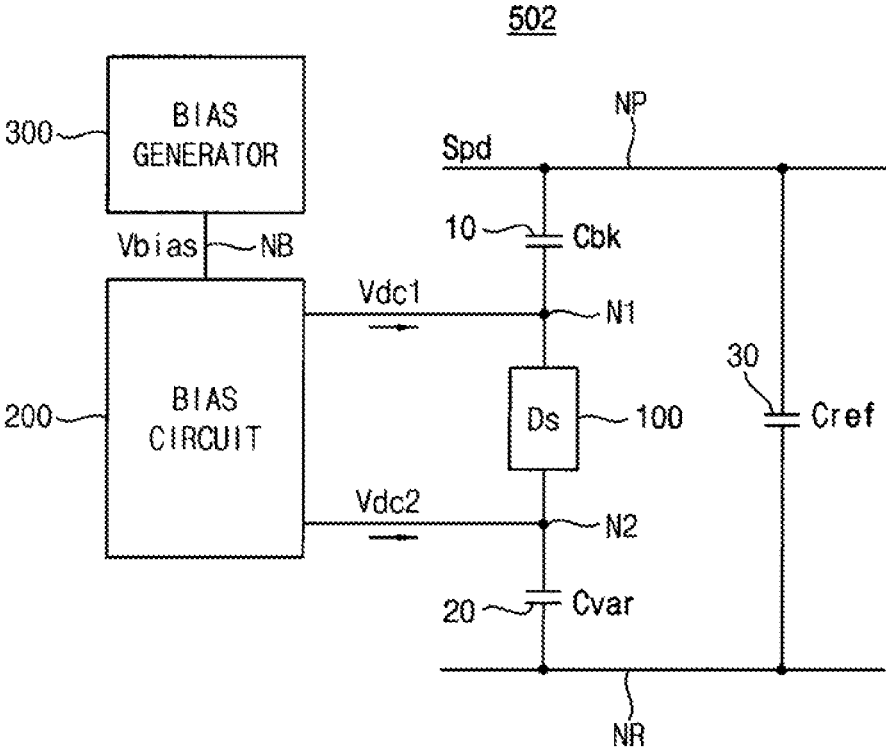 502
300
BIAS
GENERATOR
Vbias
NB
Spd
NP
10
Cbk
Vdc1
N1
200
BIAS
CIRCUIT
Ds
100
30
Cref
Vdc2
N2
20
Cvar
NR